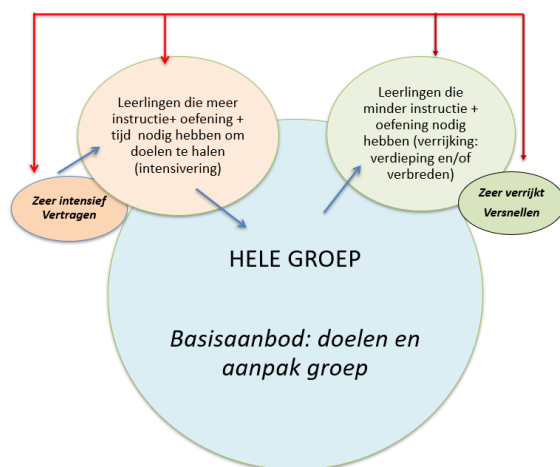 Leerlingen die meer
instructie+ oefening +
tijd nodig hebben om
doelen te halen
(intensivering)
Leerlingen die
minder instructie +
oefening nodig
hebben (verrijking:
verdieping en/of
verbreden)
Zeer intensief
Vertragen
Zeer verrijkt
Versnellen
HELE GROEP
Basisaanbod: doelen en
aanpak groep